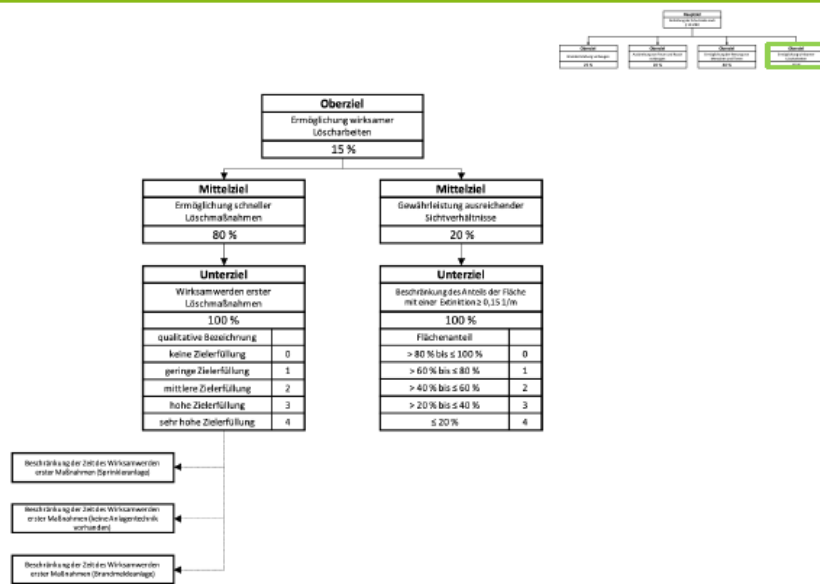 Hauptziel
Oberziel
Oberziel
Oberziel
Oberziel
Oberziel
Ermöglichung wirksamer
Löscharbeiten
15 %
Mittelziel
Ermöglichung schneller
Löschmaßnahmen
80 %
Mittelziel
Gewährleistung ausreichender
Sichtverhältnisse
20 %
Unterziel
Wirksamwerden erster
Löschmaßnahmen
100 %
qualitative Bezeichnung
keine Zielerfüllung 0
geringe Zielerfüllung 1
mittlere Zielerfüllung 2
hohe Zielerfüllung 3
sehr hohe Zielerfüllung 4
Unterziel
Beschränkung des Anteils der Fläche
mit einer Extinktion ≥ 0,15 1/m
100 %
Flächenanteil
> 80 % bis ≤ 100 % 0
> 60 % bis ≤ 80 % 1
> 40 % bis ≤ 60 % 2
> 20 % bis ≤ 40 % 3
≤ 20 % 4
Beschränkung der Zeit des Wirksamwerden
erster Maßnahmen (Sprinkleranlage)
Beschränkung der Zeit des Wirksamwerden
erster Maßnahmen (keine Anlagentechnik
vorhanden)
Beschränkung der Zeit des Wirksamwerden
erster Maßnahmen (Brandmeldeanlage)